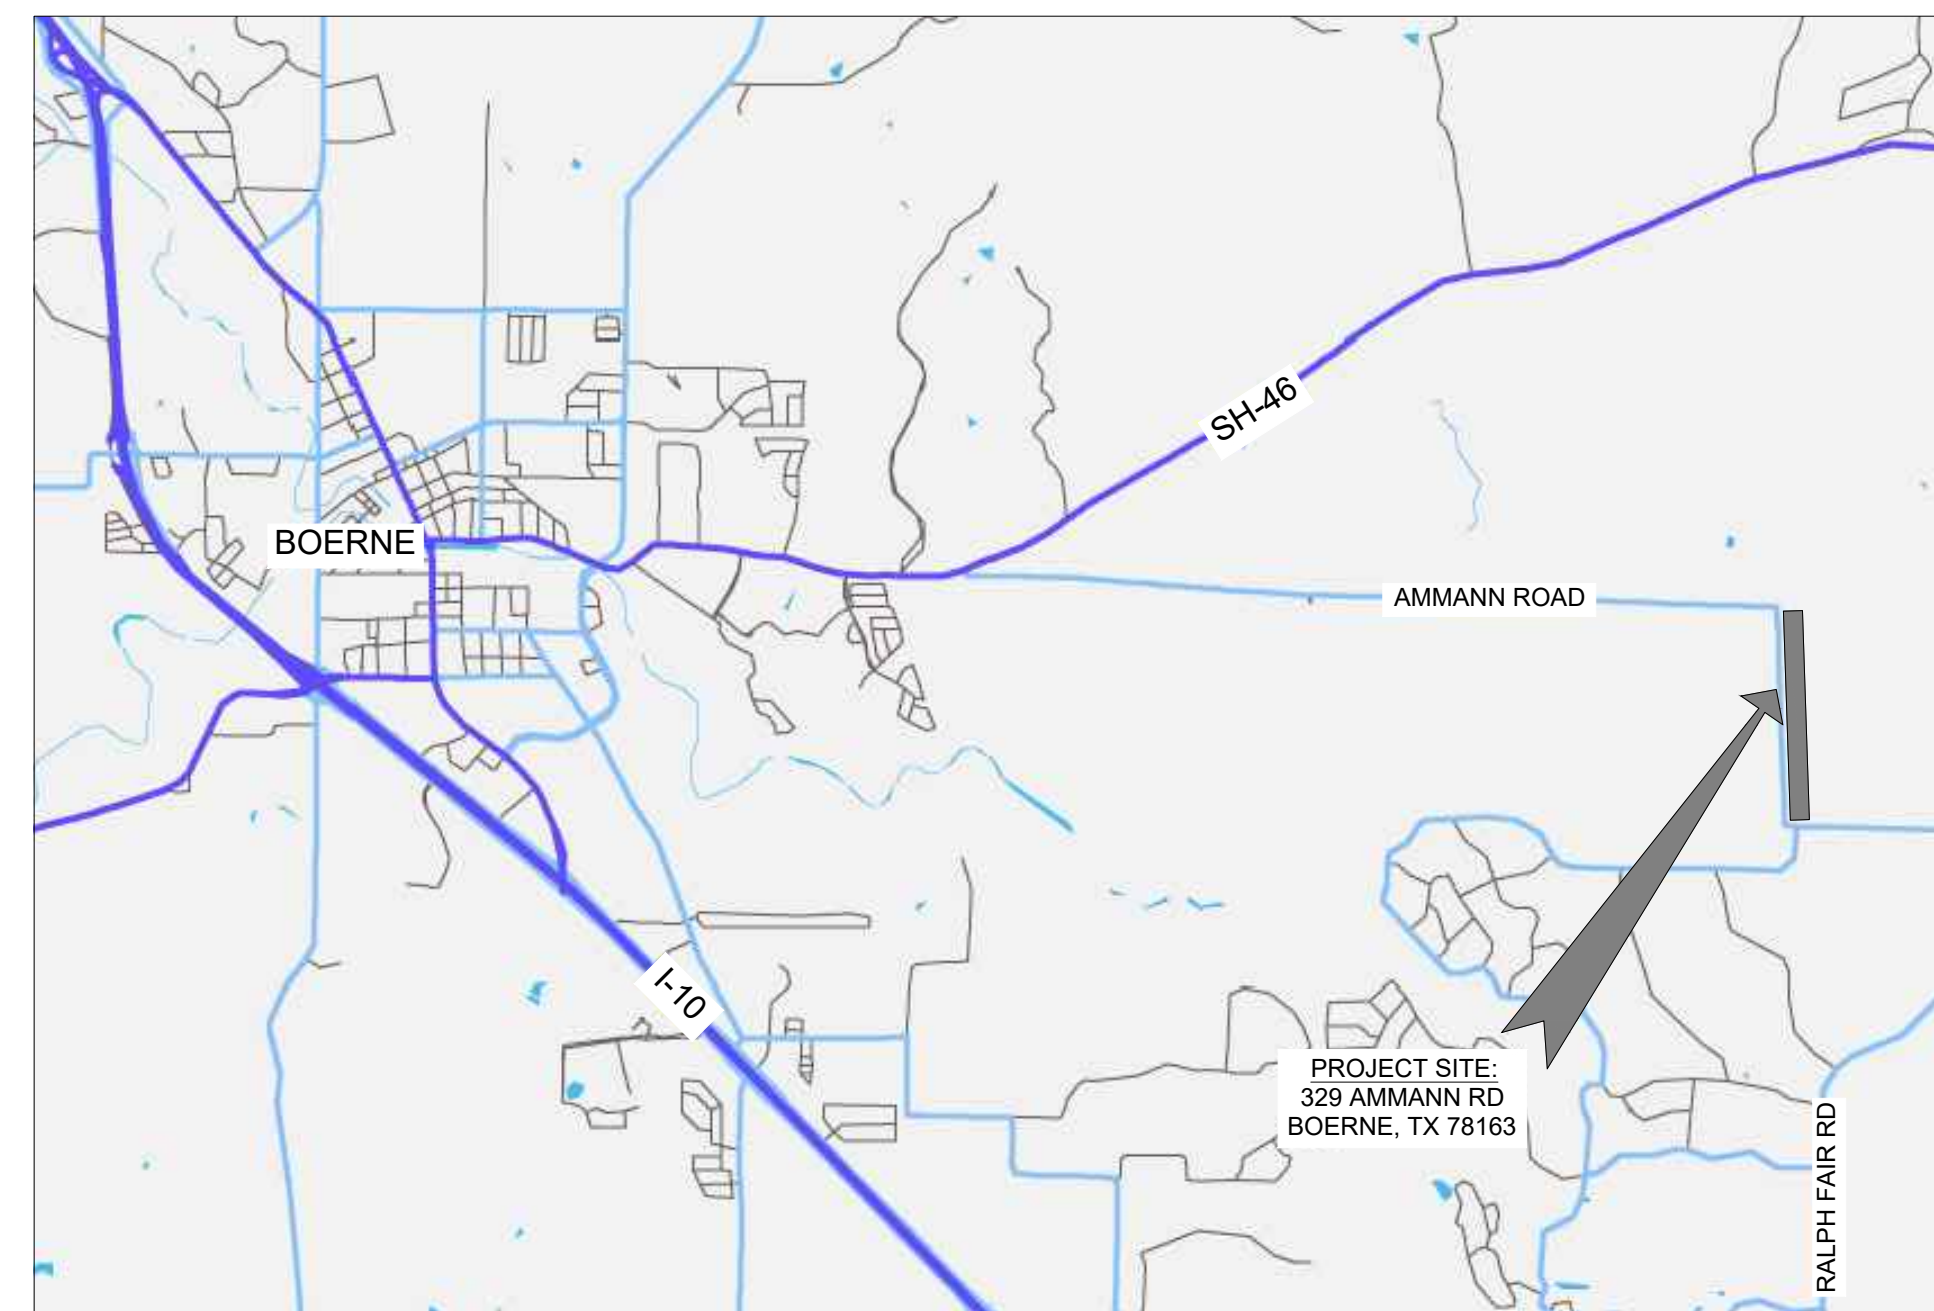 SH-46
BOERNE
AMMANN ROAD
I-10
PROJECT SITE:
329 AMMANN RD
BOERNE, TX 78163
RALPH FAIR RD